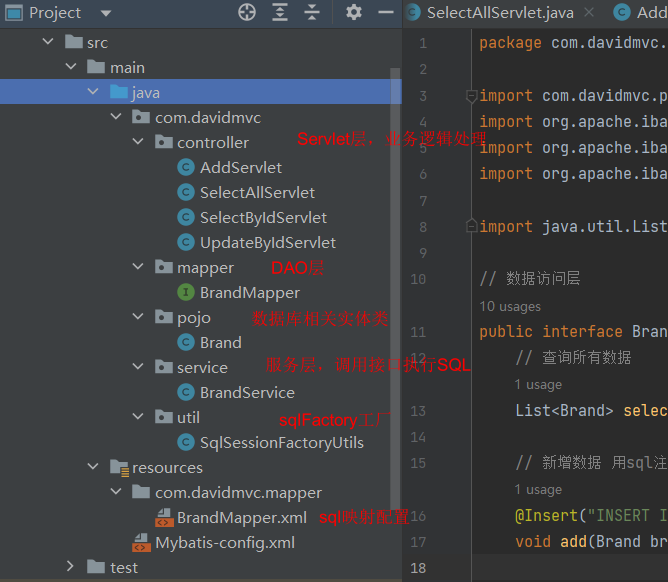 Project
src
main
java
com.davidmvc
controller
Servlet层，业务逻辑处理
AddServlet
SelectAllServlet
SelectByIdServlet
UpdateByIdServlet
mapper
DAO层
BrandMapper
pojo
数据库相关实体类
Brand
service
服务层，调用接口执行SQL
BrandService
util
sqlFactory工厂
SqlSessionFactoryUtils
resources
com.davidmvc.mapper
BrandMapper.xml
sql映射配置
Mybatis-config.xml
test
SelectAllServlet.java
Add
1 package com.davidmvc.
2
3 import com.davidmvc.p
4 import org.apache.iba
5 import org.apache.iba
6 import org.apache.iba
7
8 import java.util.List
9
10 // 数据访问层
10 usages
11 public interface Bran
12 // 查询所有数据
1 usage
13 List<Brand> selec
14
15 // 新增数据 用sql注
1 usage
16 @Insert("INSERT I
17 void add(Brand br
18